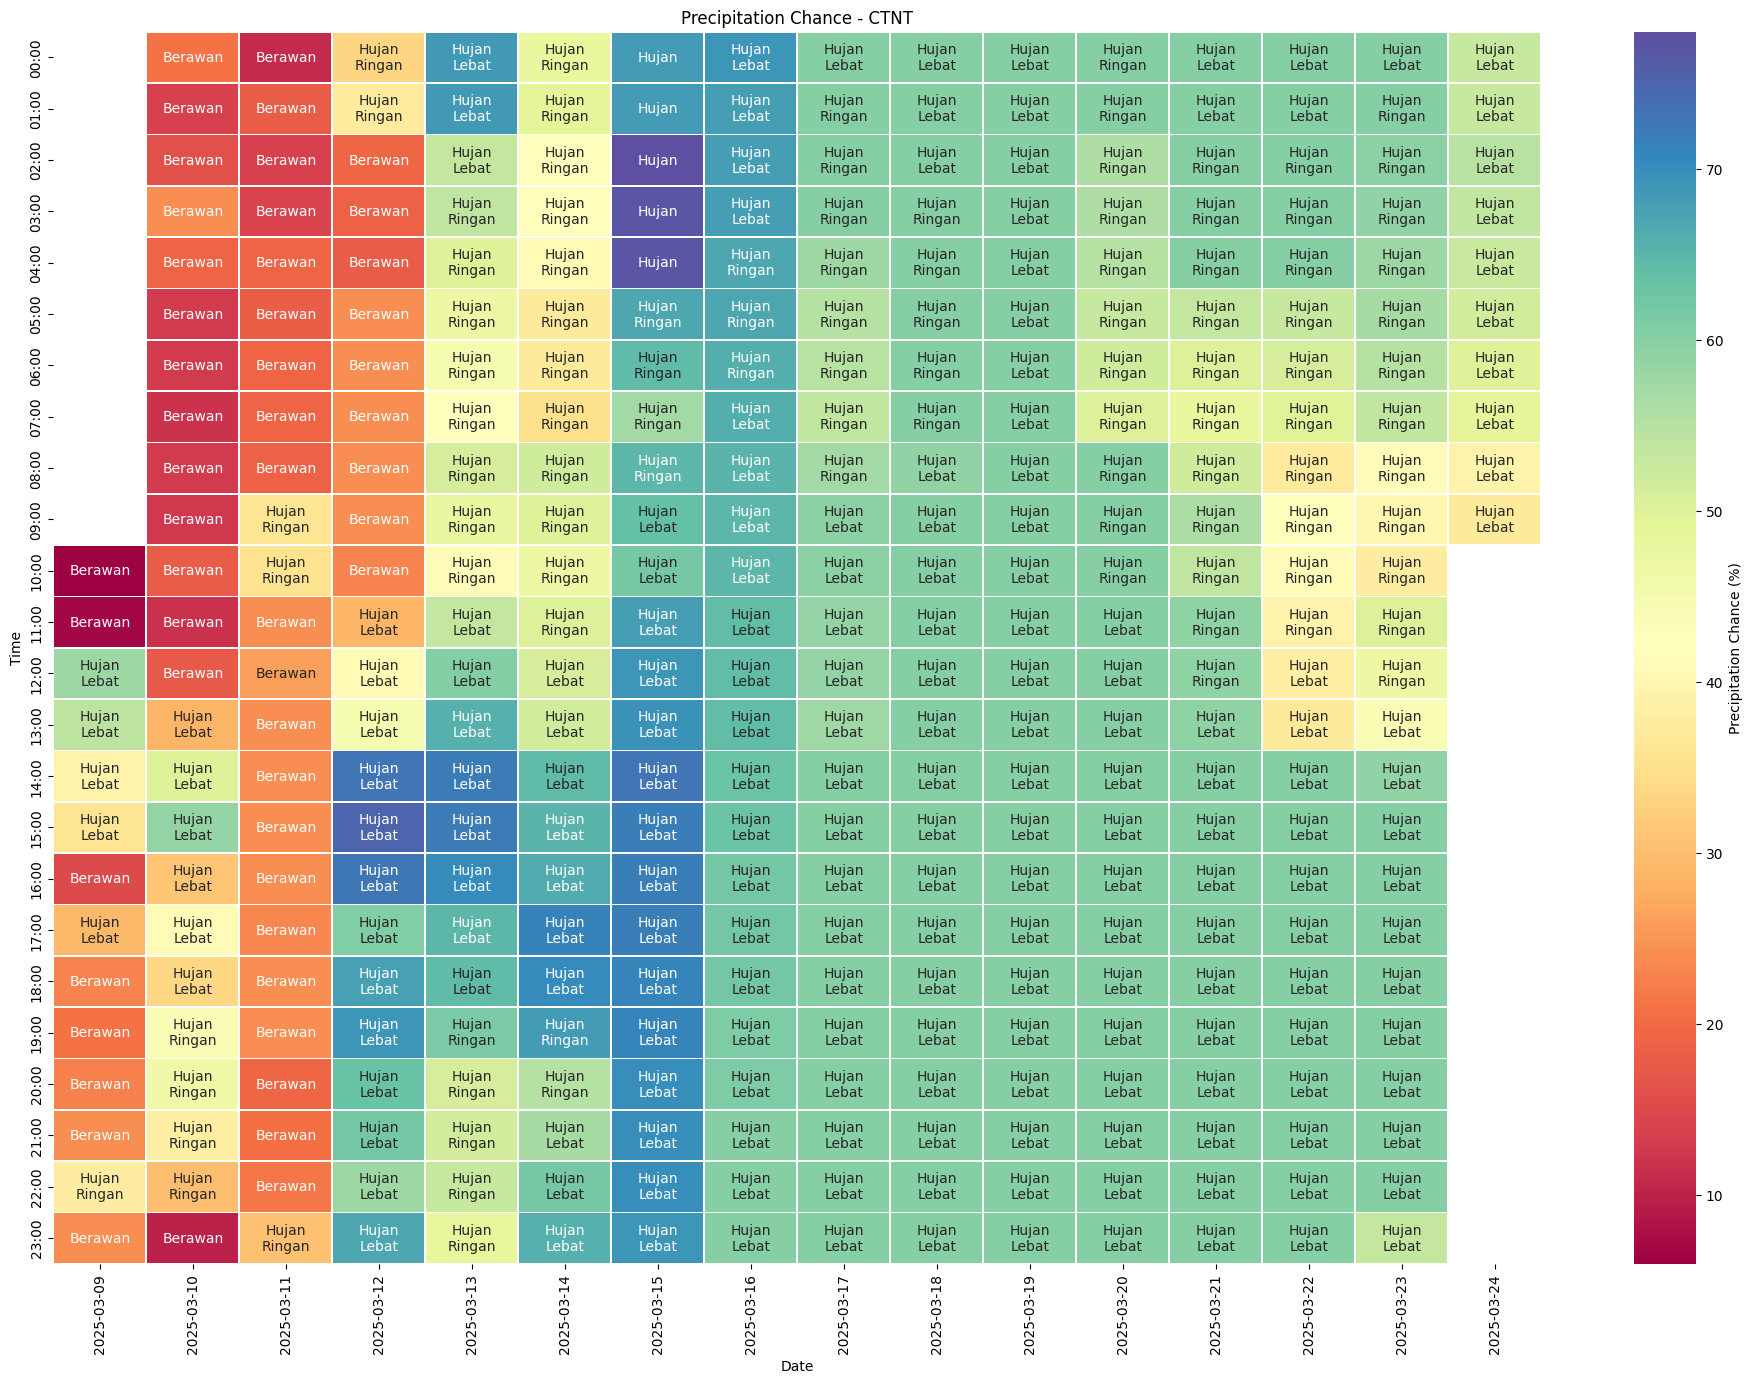 Precipitation Chance - CTNT
00:00 Berawan Berawan Hujan Ringan Hujan Lebat Hujan Ringan Hujan Hujan Lebat Hujan Lebat Hujan Lebat Hujan Lebat Hujan Ringan Hujan Lebat Hujan Lebat Hujan Lebat Hujan Lebat
01:00 Berawan Berawan Hujan Ringan Hujan Lebat Hujan Ringan Hujan Hujan Lebat Hujan Ringan Hujan Lebat Hujan Lebat Hujan Ringan Hujan Lebat Hujan Lebat Hujan Ringan Hujan Lebat
02:00 Berawan Berawan Berawan Hujan Lebat Hujan Ringan Hujan Hujan Lebat Hujan Ringan Hujan Lebat Hujan Lebat Hujan Ringan Hujan Ringan Hujan Ringan Hujan Ringan Hujan Lebat
03:00 Berawan Berawan Berawan Hujan Ringan Hujan Ringan Hujan Hujan Lebat Hujan Ringan Hujan Ringan Hujan Lebat Hujan Ringan Hujan Ringan Hujan Ringan Hujan Ringan Hujan Lebat
04:00 Berawan Berawan Berawan Hujan Ringan Hujan Ringan Hujan Hujan Ringan Hujan Ringan Hujan Ringan Hujan Lebat Hujan Ringan Hujan Ringan Hujan Ringan Hujan Ringan Hujan Lebat
05:00 Berawan Berawan Berawan Hujan Ringan Hujan Ringan Hujan Ringan Hujan Ringan Hujan Ringan Hujan Ringan Hujan Lebat Hujan Ringan Hujan Ringan Hujan Ringan Hujan Ringan Hujan Lebat
06:00 Berawan Berawan Berawan Hujan Ringan Hujan Ringan Hujan Ringan Hujan Ringan Hujan Ringan Hujan Ringan Hujan Lebat Hujan Ringan Hujan Ringan Hujan Ringan Hujan Ringan Hujan Lebat
07:00 Berawan Berawan Berawan Hujan Ringan Hujan Ringan Hujan Ringan Hujan Lebat Hujan Ringan Hujan Ringan Hujan Lebat Hujan Ringan Hujan Ringan Hujan Ringan Hujan Ringan Hujan Lebat
08:00 Berawan Berawan Berawan Hujan Ringan Hujan Ringan Hujan Ringan Hujan Lebat Hujan Ringan Hujan Lebat Hujan Lebat Hujan Ringan Hujan Ringan Hujan Ringan Hujan Ringan Hujan Lebat
09:00 Berawan Hujan Ringan Berawan Hujan Ringan Hujan Ringan Hujan Lebat Hujan Lebat Hujan Lebat Hujan Lebat Hujan Lebat Hujan Ringan Hujan Ringan Hujan Ringan Hujan Ringan Hujan Lebat
10:00 Berawan Berawan Hujan Ringan Berawan Hujan Ringan Hujan Ringan Hujan Lebat Hujan Lebat Hujan Lebat Hujan Lebat Hujan Lebat Hujan Ringan Hujan Ringan Hujan Ringan Hujan Ringan
11:00 Berawan Berawan Berawan Hujan Lebat Hujan Lebat Hujan Ringan Hujan Lebat Hujan Lebat Hujan Lebat Hujan Lebat Hujan Lebat Hujan Lebat Hujan Ringan Hujan Ringan Hujan Ringan
12:00 Hujan Lebat Berawan Berawan Hujan Lebat Hujan Lebat Hujan Lebat Hujan Lebat Hujan Lebat Hujan Lebat Hujan Lebat Hujan Lebat Hujan Lebat Hujan Ringan Hujan Lebat Hujan Ringan
13:00 Hujan Lebat Hujan Lebat Berawan Hujan Lebat Hujan Lebat Hujan Lebat Hujan Lebat Hujan Lebat Hujan Lebat Hujan Lebat Hujan Lebat Hujan Lebat Hujan Lebat Hujan Lebat Hujan Lebat
14:00 Hujan Lebat Hujan Lebat Berawan Hujan Lebat Hujan Lebat Hujan Lebat Hujan Lebat Hujan Lebat Hujan Lebat Hujan Lebat Hujan Lebat Hujan Lebat Hujan Lebat Hujan Lebat Hujan Lebat
15:00 Hujan Lebat Hujan Lebat Berawan Hujan Lebat Hujan Lebat Hujan Lebat Hujan Lebat Hujan Lebat Hujan Lebat Hujan Lebat Hujan Lebat Hujan Lebat Hujan Lebat Hujan Lebat Hujan Lebat
16:00 Berawan Hujan Lebat Berawan Hujan Lebat Hujan Lebat Hujan Lebat Hujan Lebat Hujan Lebat Hujan Lebat Hujan Lebat Hujan Lebat Hujan Lebat Hujan Lebat Hujan Lebat Hujan Lebat
17:00 Hujan Lebat Hujan Lebat Berawan Hujan Lebat Hujan Lebat Hujan Lebat Hujan Lebat Hujan Lebat Hujan Lebat Hujan Lebat Hujan Lebat Hujan Lebat Hujan Lebat Hujan Lebat Hujan Lebat
18:00 Berawan Hujan Lebat Berawan Hujan Lebat Hujan Lebat Hujan Lebat Hujan Lebat Hujan Lebat Hujan Lebat Hujan Lebat Hujan Lebat Hujan Lebat Hujan Lebat Hujan Lebat Hujan Lebat
19:00 Berawan Hujan Ringan Berawan Hujan Lebat Hujan Ringan Hujan Ringan Hujan Lebat Hujan Lebat Hujan Lebat Hujan Lebat Hujan Lebat Hujan Lebat Hujan Lebat Hujan Lebat Hujan Lebat
20:00 Berawan Hujan Ringan Berawan Hujan Lebat Hujan Ringan Hujan Ringan Hujan Lebat Hujan Lebat Hujan Lebat Hujan Lebat Hujan Lebat Hujan Lebat Hujan Lebat Hujan Lebat Hujan Lebat
21:00 Berawan Hujan Ringan Berawan Hujan Lebat Hujan Ringan Hujan Lebat Hujan Lebat Hujan Lebat Hujan Lebat Hujan Lebat Hujan Lebat Hujan Lebat Hujan Lebat Hujan Lebat Hujan Lebat
22:00 Hujan Ringan Hujan Ringan Berawan Hujan Lebat Hujan Ringan Hujan Lebat Hujan Lebat Hujan Lebat Hujan Lebat Hujan Lebat Hujan Lebat Hujan Lebat Hujan Lebat Hujan Lebat Hujan Lebat
23:00 Berawan Berawan Hujan Ringan Hujan Lebat Hujan Ringan Hujan Lebat Hujan Lebat Hujan Lebat Hujan Lebat Hujan Lebat Hujan Lebat Hujan Lebat Hujan Lebat Hujan Lebat Hujan Lebat
Time
2025-03-09 2025-03-10 2025-03-11 2025-03-12 2025-03-13 2025-03-14 2025-03-15 2025-03-16 2025-03-17 2025-03-18 2025-03-19 2025-03-20 2025-03-21 2025-03-22 2025-03-23 2025-03-24
Date
70
60
50
40
30
20
10
Precipitation Chance (%)